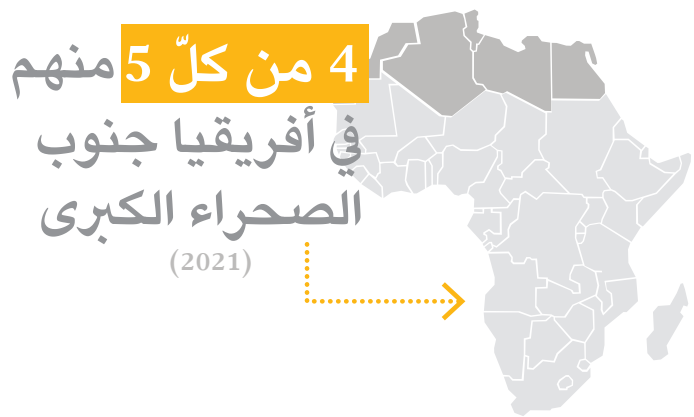 4 من كلّ 5 منهم
في أفريقيا جنوب
الصحراء الكبرى
(2021)